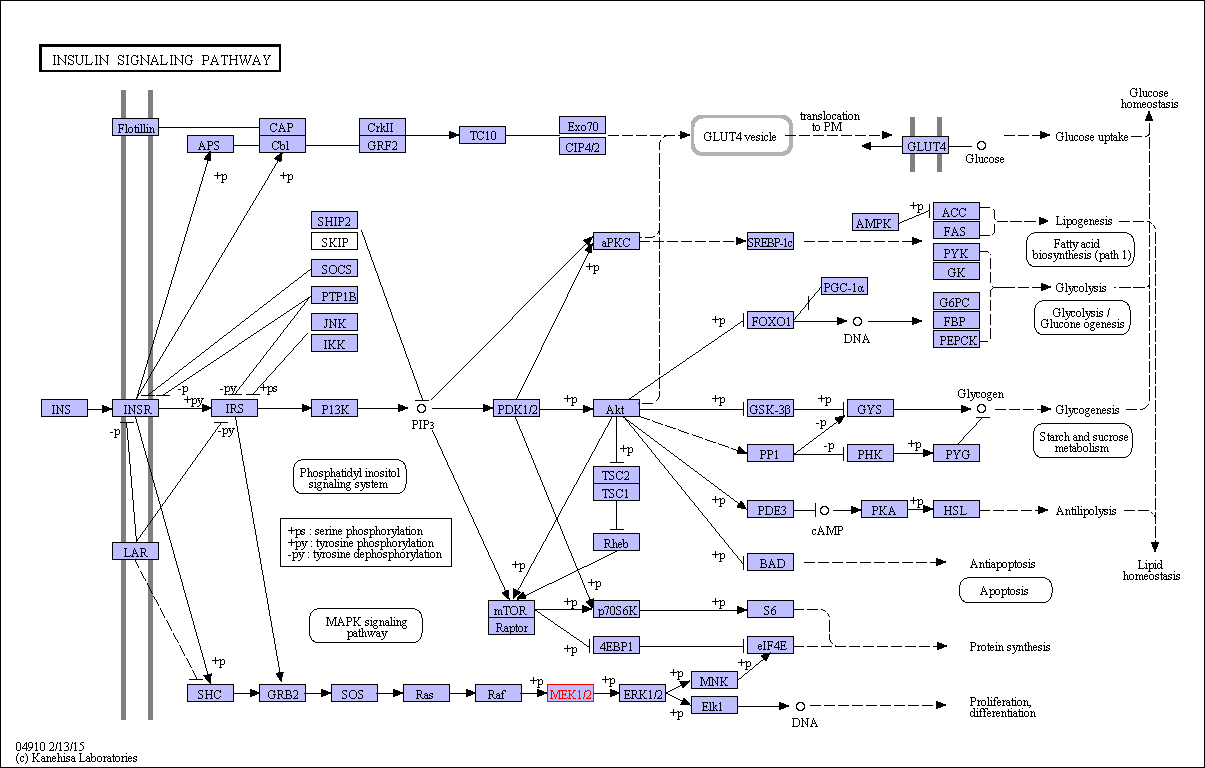 INSULIN SIGNALING PATHWAY
Glucose
homeostasis
Flotillin
CAP
Cbl
APS
CrkII
GRF2
TC10
Exo70
CIP4/2
GLUT4 vesicle
translocation
to PM
GLUT4
Glucose
Glucose uptake
+p
+p
SHIP2
SKIP
SOCS
PTP1B
JNK
IKK
aPKC
+p
SREBP-1c
AMPK
+p
ACC
FAS
PYK
GK
G6PC
FBP
PEPCK
Lipogenesis
Fatty acid
biosynthesis (path 1)
Glycolysis
Glycolysis /
Glucone ogenesis
PGC-1α
+p
FOXO1
DNA
-p
+py
-py
+ps
INS
INSR
IRS
P13K
PIP3
PDK1/2
+p
Akt
+p
GSK-3β
+p
GYS
Glycogen
Glycogenesis
-p
-py
-p
-p
+p
PP1
PHK
PYG
Starch and sucrose
metabolism
Phosphatidyl inositol
signaling system
+p
TSC2
TSC1
+p
PDE3
cAMP
PKA
+p
HSL
Antilipolysis
+ps : serine phosphorylation
+py : tyrosine phosphorylation
-py : tyrosine dephosphorylation
LAR
Rheb
+p
+p
BAD
Antiapoptosis
Apoptosis
Lipid
homeostasis
+p
mTOR
Raptor
+p
+p
p70S6K
+p
S6
+p
4EBP1
eIF4E
Protein synthesis
MAPK signaling
pathway
+p
SHC
GRB2
SOS
Ras
Raf
+p
MEK1/2
+p
ERK1/2
+p
MNK
+p
+p
Elk1
DNA
Proliferation,
differentiation
04910 2/13/15
(c) Kanehisa Laboratories